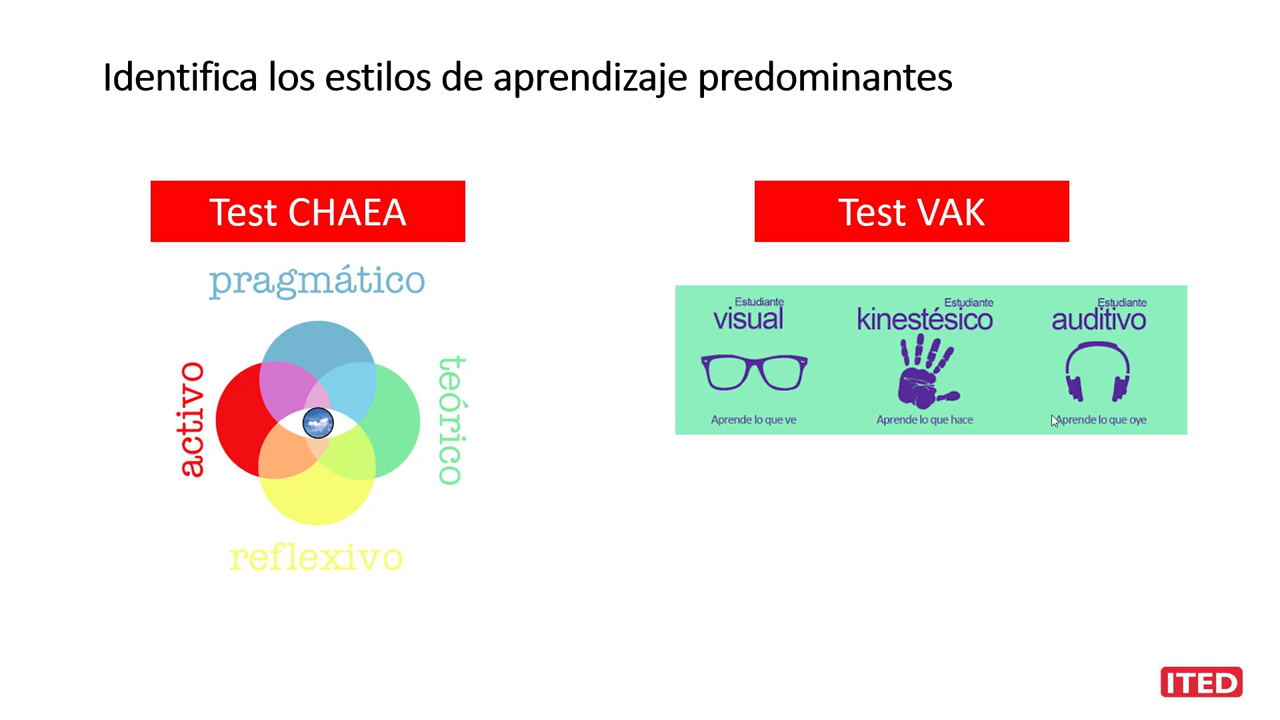 Identifica los estilos de aprendizaje predominantes
Test CHAEA
pragmático
activo
teórico
reflexivo
Test VAK
Estudiante
visual
Aprende lo que ve
Estudiante
kinestésico
Aprende lo que hace
Estudiante
auditivo
Aprende lo que oye
ITED